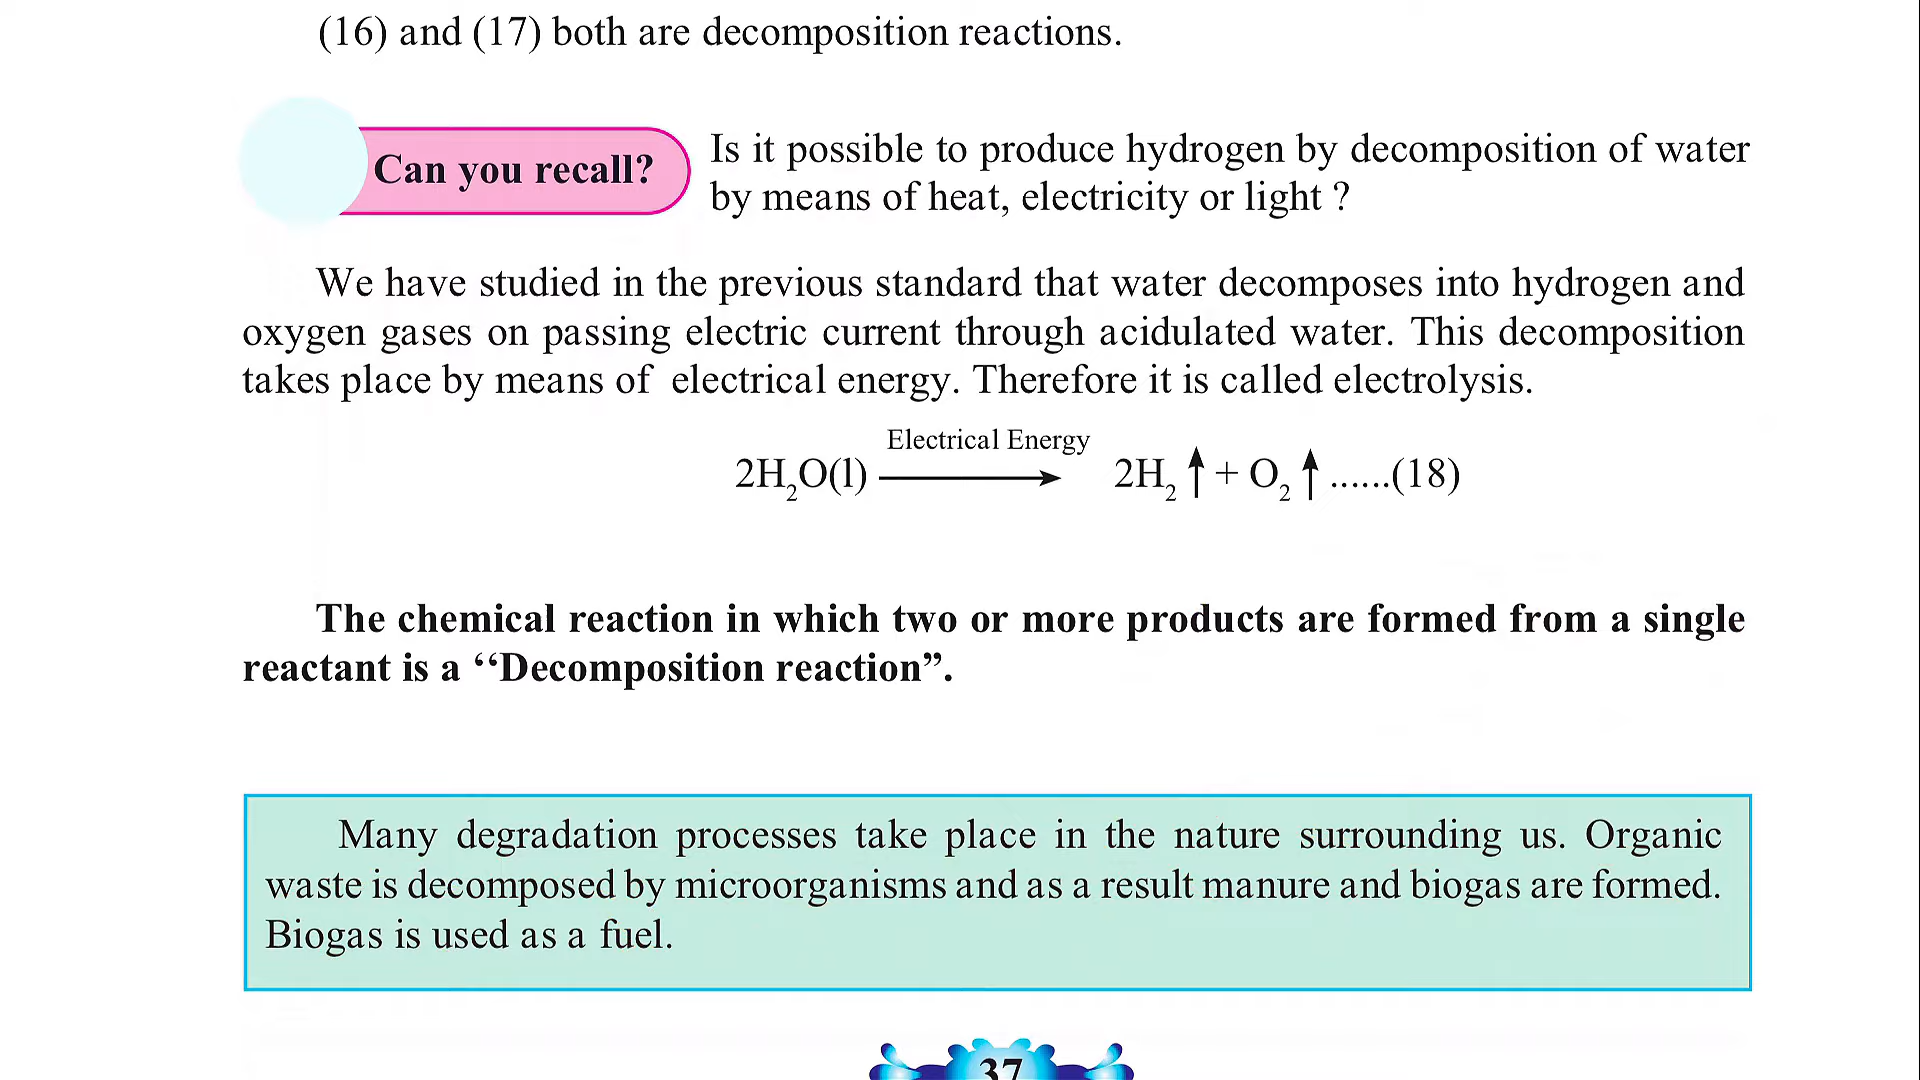 (16) and (17) both are decomposition reactions.
Can you recall?
Is it possible to produce hydrogen by decomposition of water
by means of heat, electricity or light ?
We have studied in the previous standard that water decomposes into hydrogen and
oxygen gases on passing electric current through acidulated water. This decomposition
takes place by means of electrical energy. Therefore it is called electrolysis.
Electrical Energy
2H₂O(l) ⟶ 2H₂ ↑ + O₂ ↑ ......(18)
The chemical reaction in which two or more products are formed from a single
reactant is a ‘‘Decomposition reaction”.
Many degradation processes take place in the nature surrounding us. Organic
waste is decomposed by microorganisms and as a result manure and biogas are formed.
Biogas is used as a fuel.
37